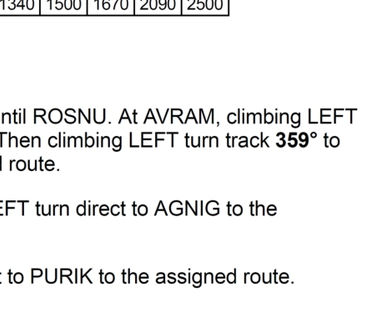 1340 1500 1670 2090 2500
ntil ROSNU. At AVRAM, climbing LEFT
Then climbing LEFT turn track 359° to
route.
EFT turn direct to AGNIG to the
to PURIK to the assigned route.